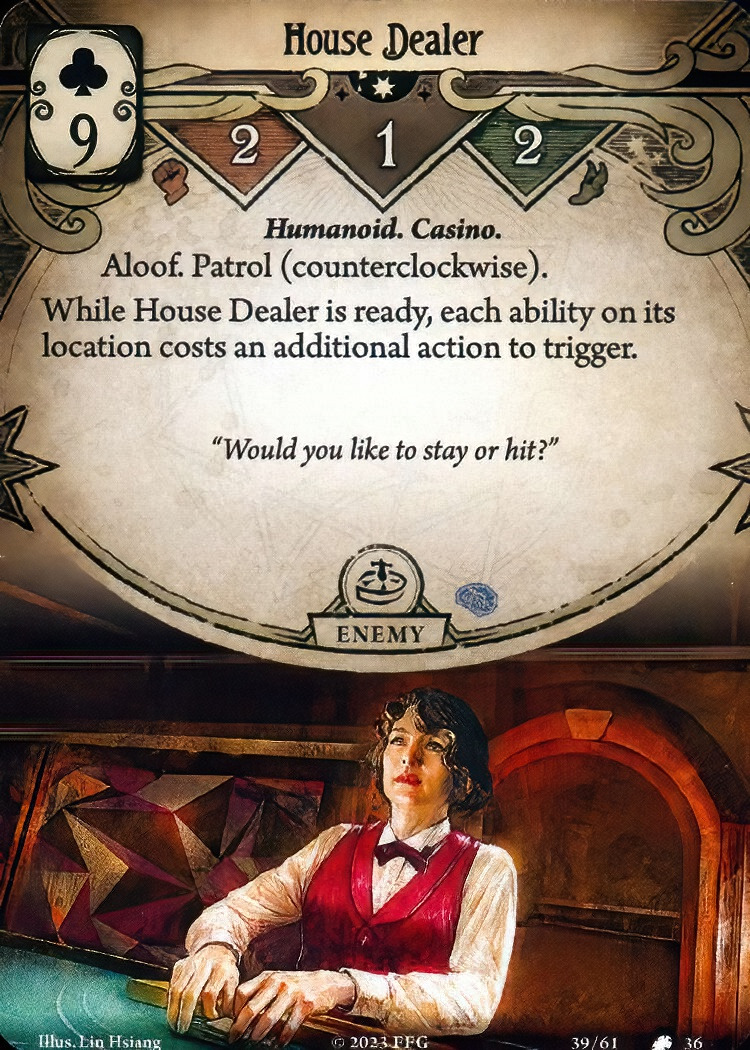 House Dealer
9
2
1
2
Humanoid. Casino.
Aloof. Patrol (counterclockwise).
While House Dealer is ready, each ability on its
location costs an additional action to trigger.
“Would you like to stay or hit?”
ENEMY
Illus. Lin Hsiang
© 2023 FFG
39/61
36